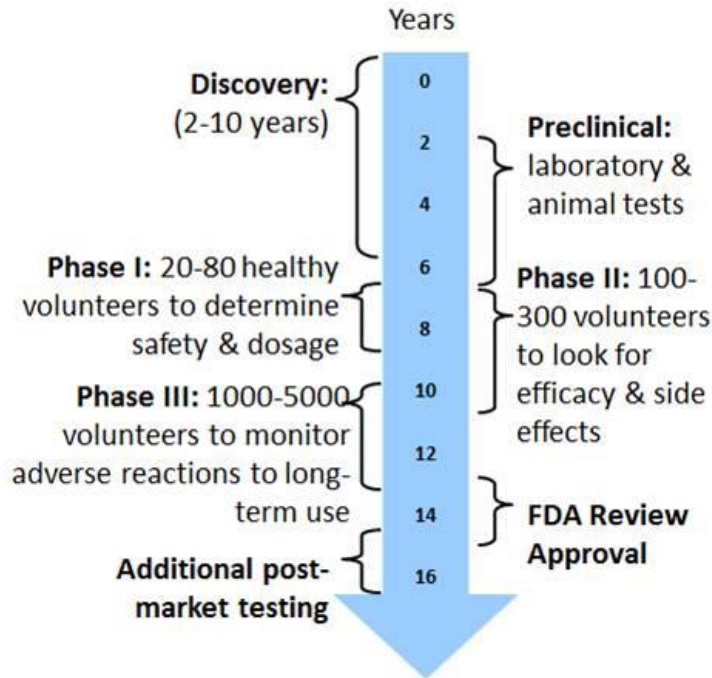 Years
Discovery:
(2-10 years)
0
2
4
6
8
10
12
14
16
Preclinical:
laboratory &
animal tests
Phase I: 20-80 healthy
volunteers to determine
safety & dosage
Phase II: 100-
300 volunteers
to look for
efficacy & side
effects
Phase III: 1000-5000
volunteers to monitor
adverse reactions to long-
term use
FDA Review
Approval
Additional post-
market testing